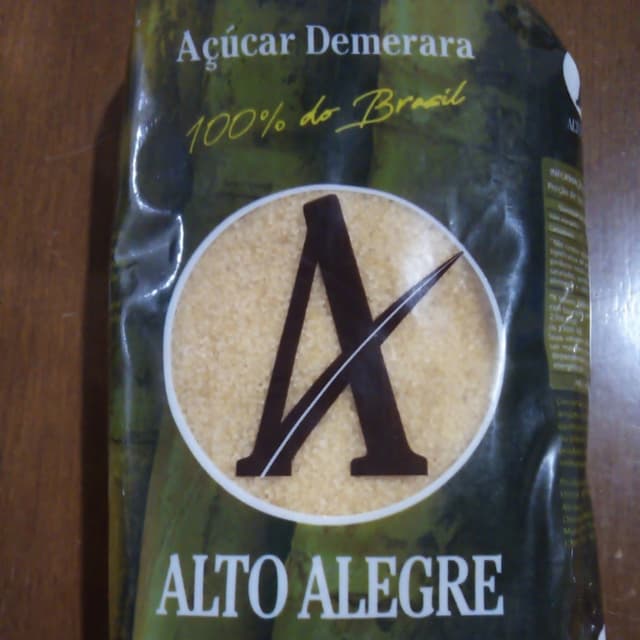 Açúcar Demerara
100% do Brasil
A
ALTO ALEGRE